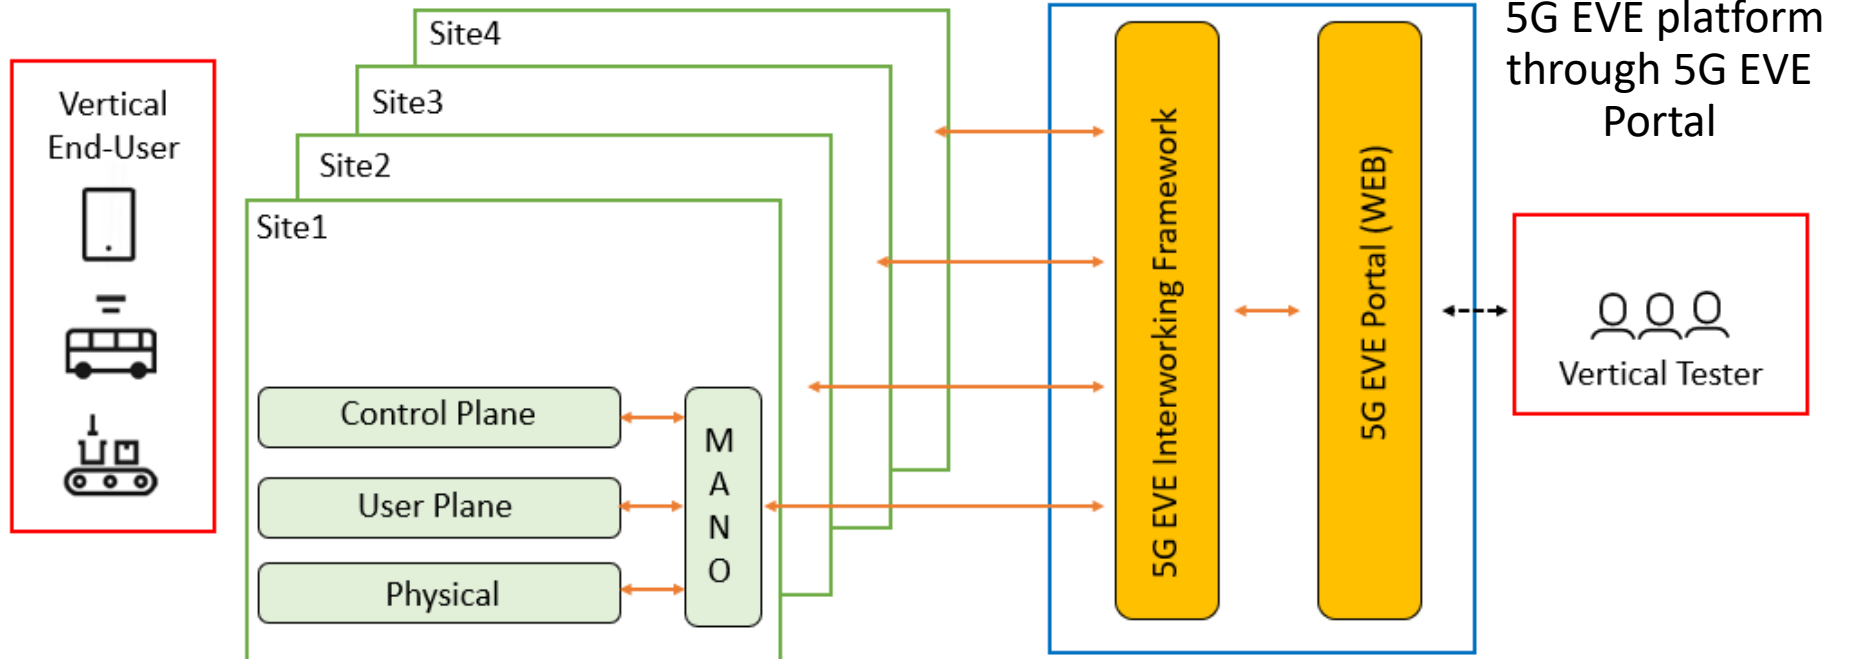 Vertical
End-User
Site4
Site3
Site2
Site1
Control Plane
User Plane
Physical
M
A
N
O
5G EVE Interworking Framework
5G EVE Portal (WEB)
5G EVE platform
through 5G EVE
Portal
Vertical Tester